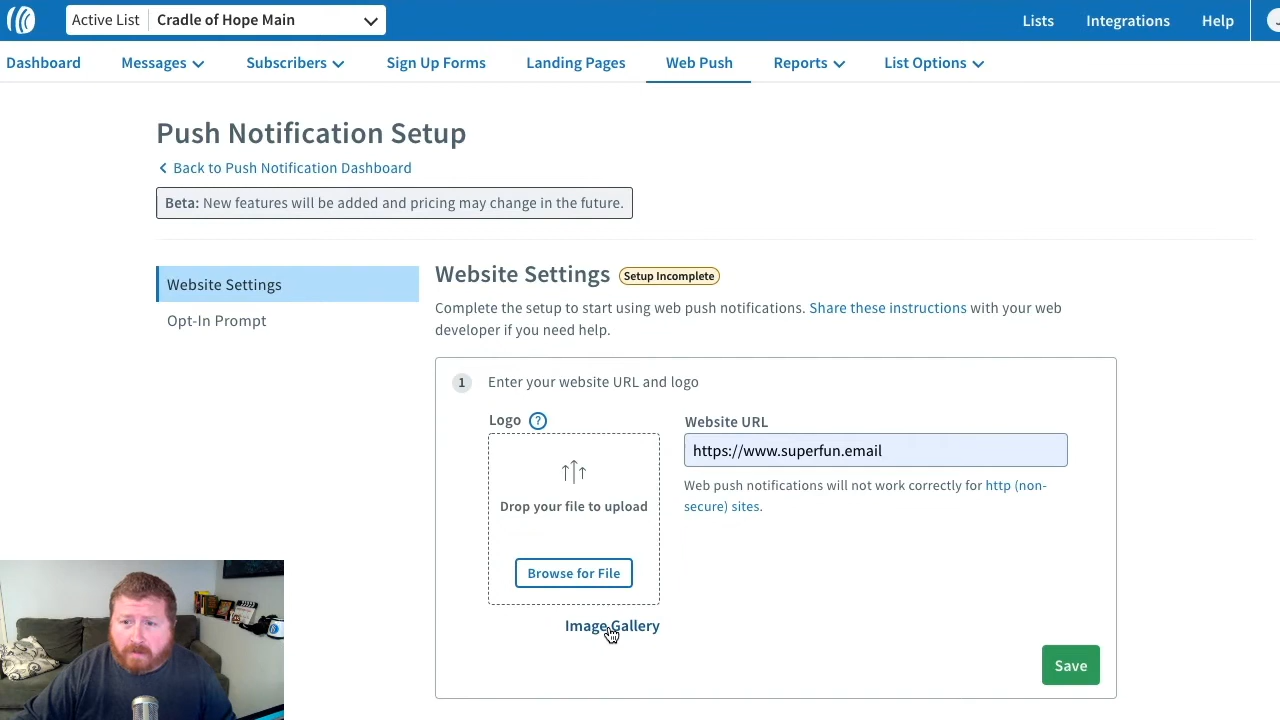 Active List Cradle of Hope Main
Lists Integrations Help
Dashboard Messages Subscribers Sign Up Forms Landing Pages Web Push Reports List Options
Push Notification Setup
Back to Push Notification Dashboard
Beta: New features will be added and pricing may change in the future.
Website Settings
Opt-In Prompt
Website Settings Setup Incomplete
Complete the setup to start using web push notifications. Share these instructions with your web
developer if you need help.
1 Enter your website URL and logo
Logo ?
Drop your file to upload
Browse for File
Image Gallery
Website URL
https://www.superfun.email
Web push notifications will not work correctly for http (non-
secure) sites.
Save